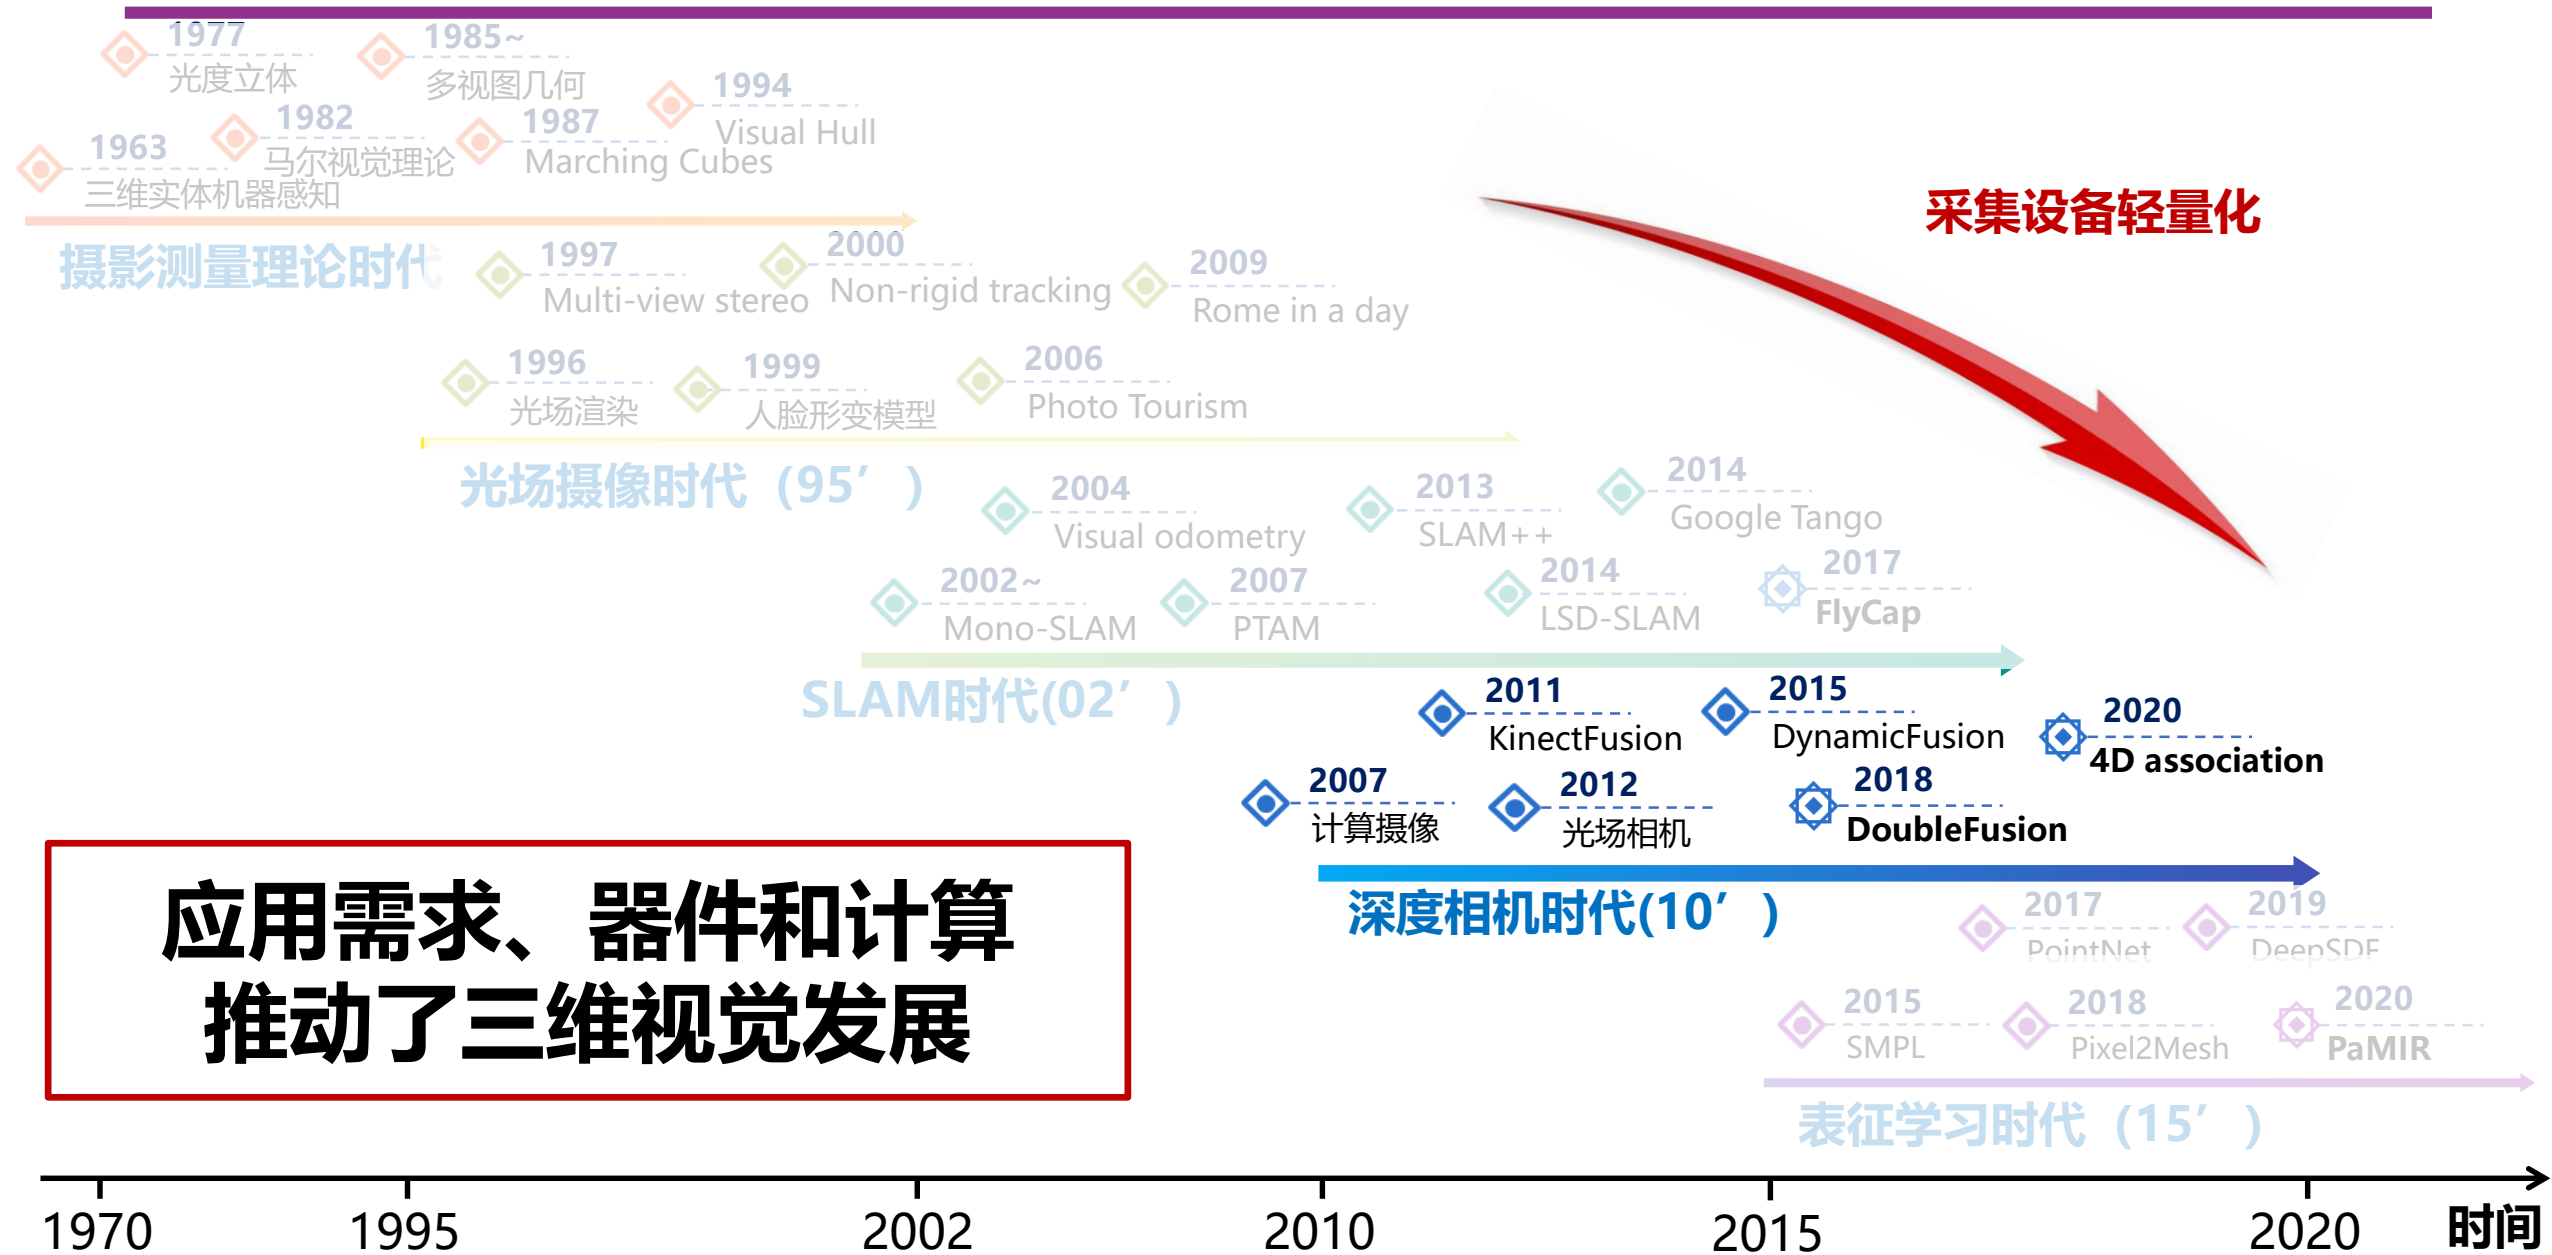 1977
光度立体
1985~
多视图几何
1994
Visual Hull
1963
三维实体机器感知
1982
马尔视觉理论
1987
Marching Cubes
摄影测量理论时代
采集设备轻量化
1997
Multi-view stereo
2000
Non-rigid tracking
2009
Rome in a day
1996
光场渲染
1999
人脸形变模型
2006
Photo Tourism
光场摄像时代（95’）
2004
Visual odometry
2013
SLAM++
2014
Google Tango
2002~
Mono-SLAM
2007
PTAM
2014
LSD-SLAM
2017
FlyCap
SLAM时代(02’)
2011
KinectFusion
2015
DynamicFusion
2020
4D association
2007
计算摄像
2012
光场相机
2018
DoubleFusion
深度相机时代(10’)
应用需求、器件和计算
推动了三维视觉发展
2017
PointNet
2019
DeepSDF
2015
SMPL
2018
Pixel2Mesh
2020
PaMIR
表征学习时代（15’）
1970 1995 2002 2010 2015 2020 时间